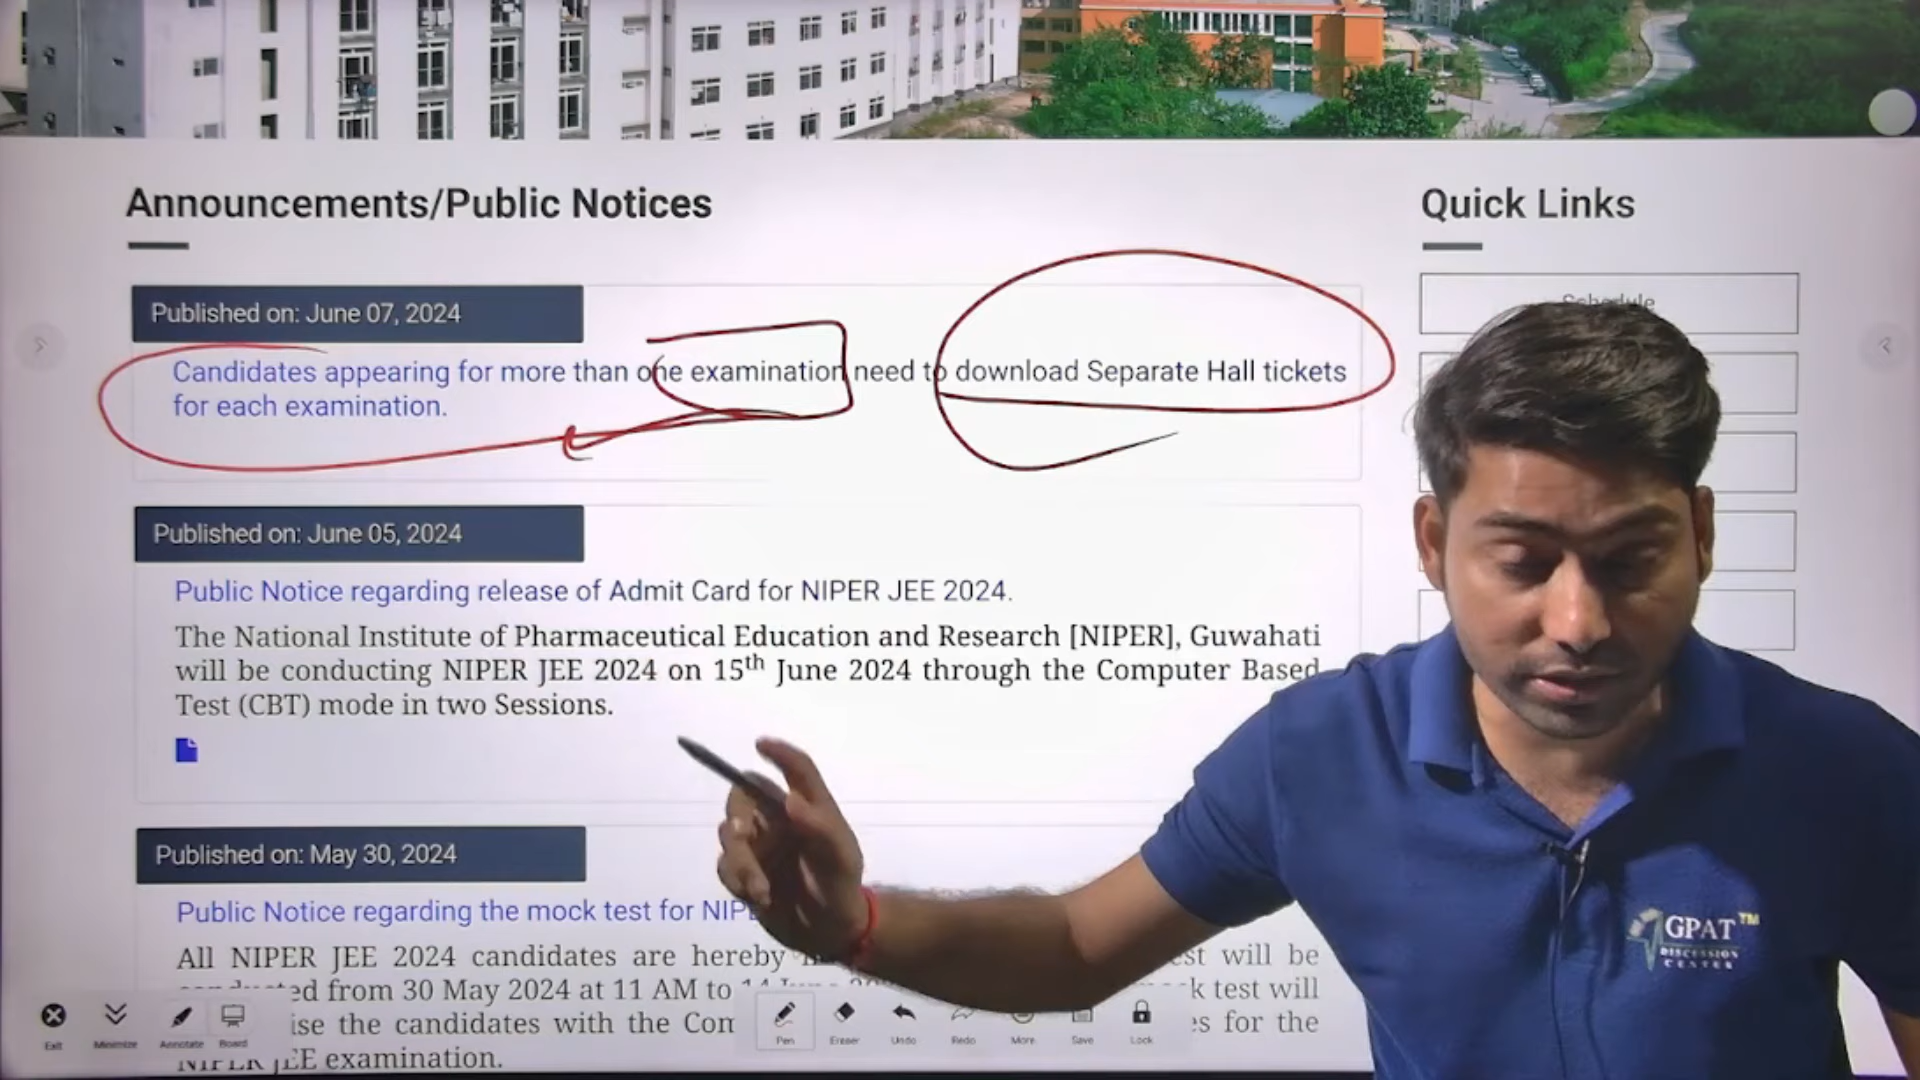 Announcements/Public Notices
Quick Links
Schedule
Published on: June 07, 2024
Candidates appearing for more than one examination need to download Separate Hall tickets
for each examination.
Published on: June 05, 2024
Public Notice regarding release of Admit Card for NIPER JEE 2024.
The National Institute of Pharmaceutical Education and Research [NIPER], Guwahati
will be conducting NIPER JEE 2024 on 15th June 2024 through the Computer Based
Test (CBT) mode in two Sessions.
Published on: May 30, 2024
Public Notice regarding the mock test for
All NIPER JEE 2024 candidates are hereby will be
from 30 May 2024 at 11 AM to test will
the candidates with the for the
NIPER JEE examination.
GPAT TM
DISCUSSION
CENTER
Exit Minimize Annotate Board Pen Eraser Undo Redo More Save Lock